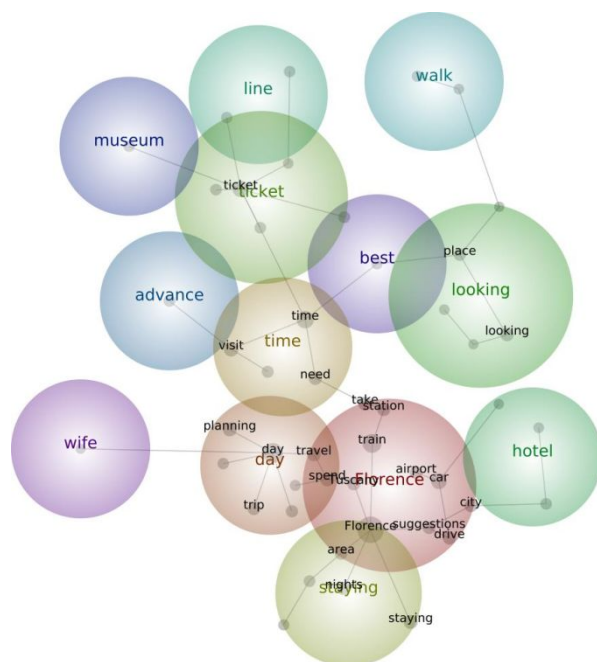 walk
line
museum
ticket
ticket
place
best
looking
advance
time
time
looking
visit
need
take
station
planning
wife
train
day
travel
day
hotel
airport
spend
car
Tuscany
Florence
city
trip
Florence
suggestions
drive
area
nights
staying
staying